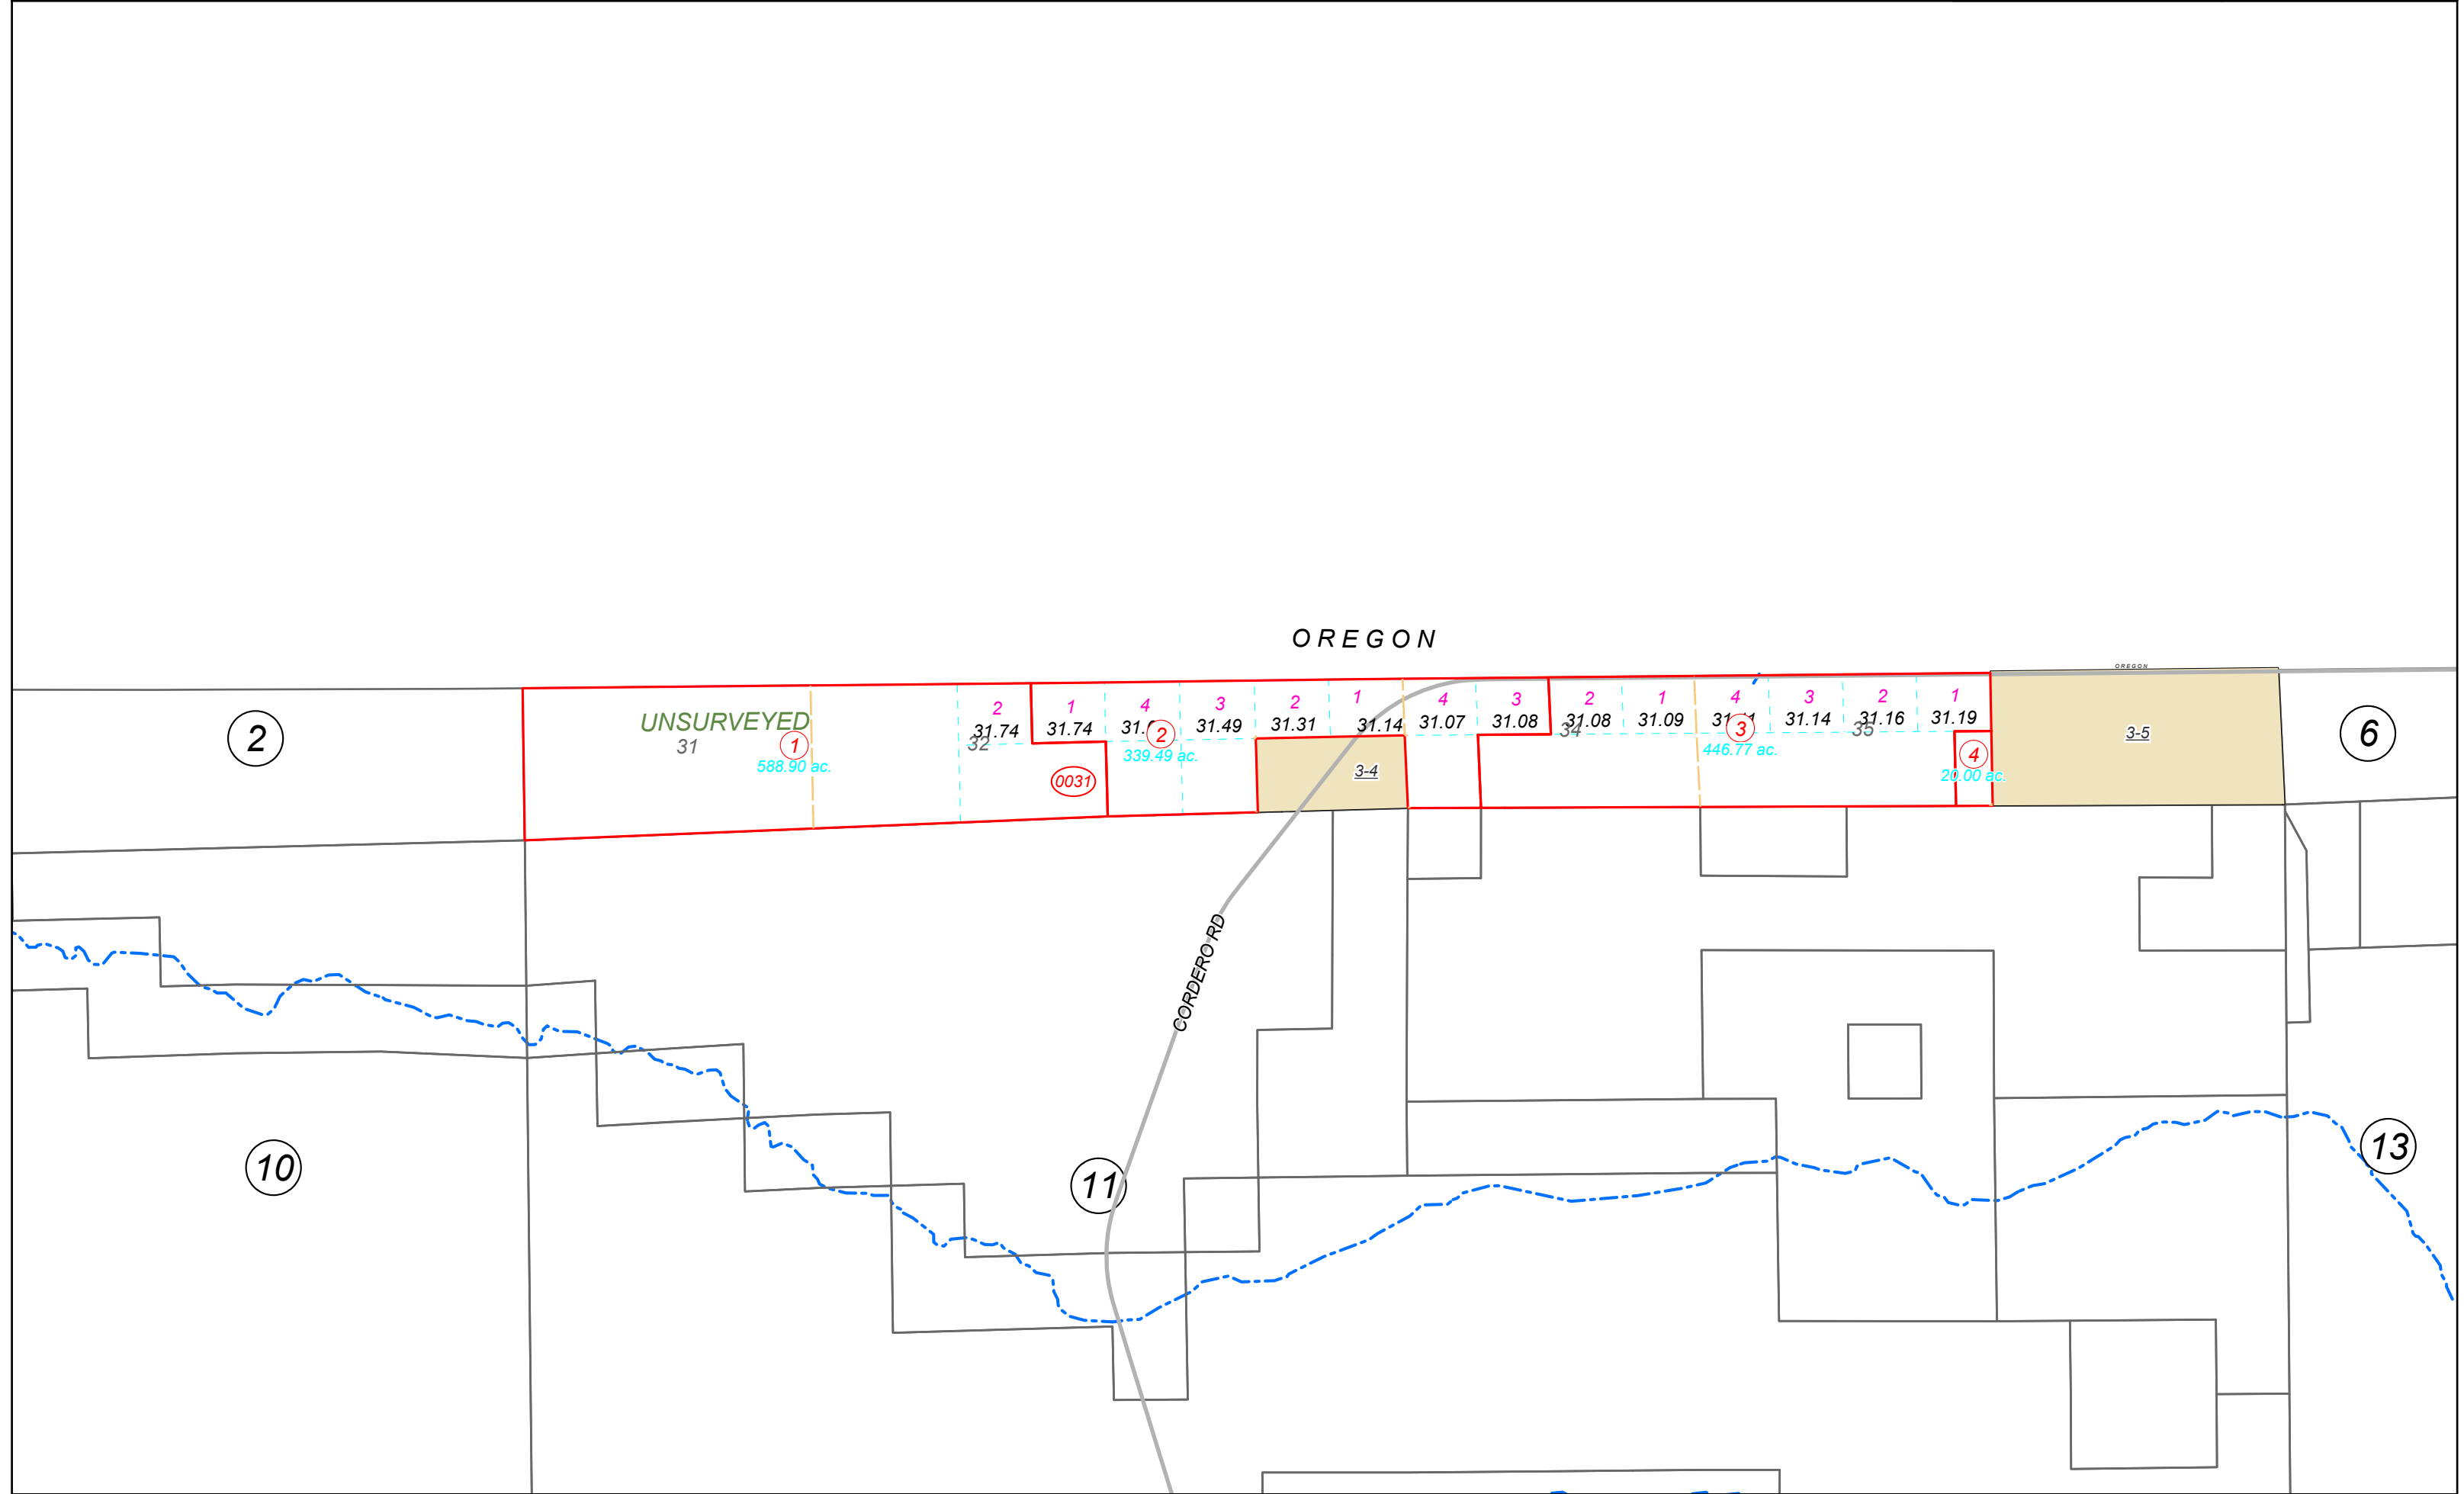 OREGON
OREGON
2 1 4 3 2 1 4 3 2 1 4 3 2 1
UNSURVEYED
31.74 31.74 31.49 31.31 31.14 31.07 31.08 31.08 31.09 31.14 31.16 31.19
2 31 1 32 2 34 3 35 4 3-5 6
588.90 ac. 339.49 ac. 446.77 ac. 20.00 ac.
0031 3-4
CORDERO RD
10 11 13